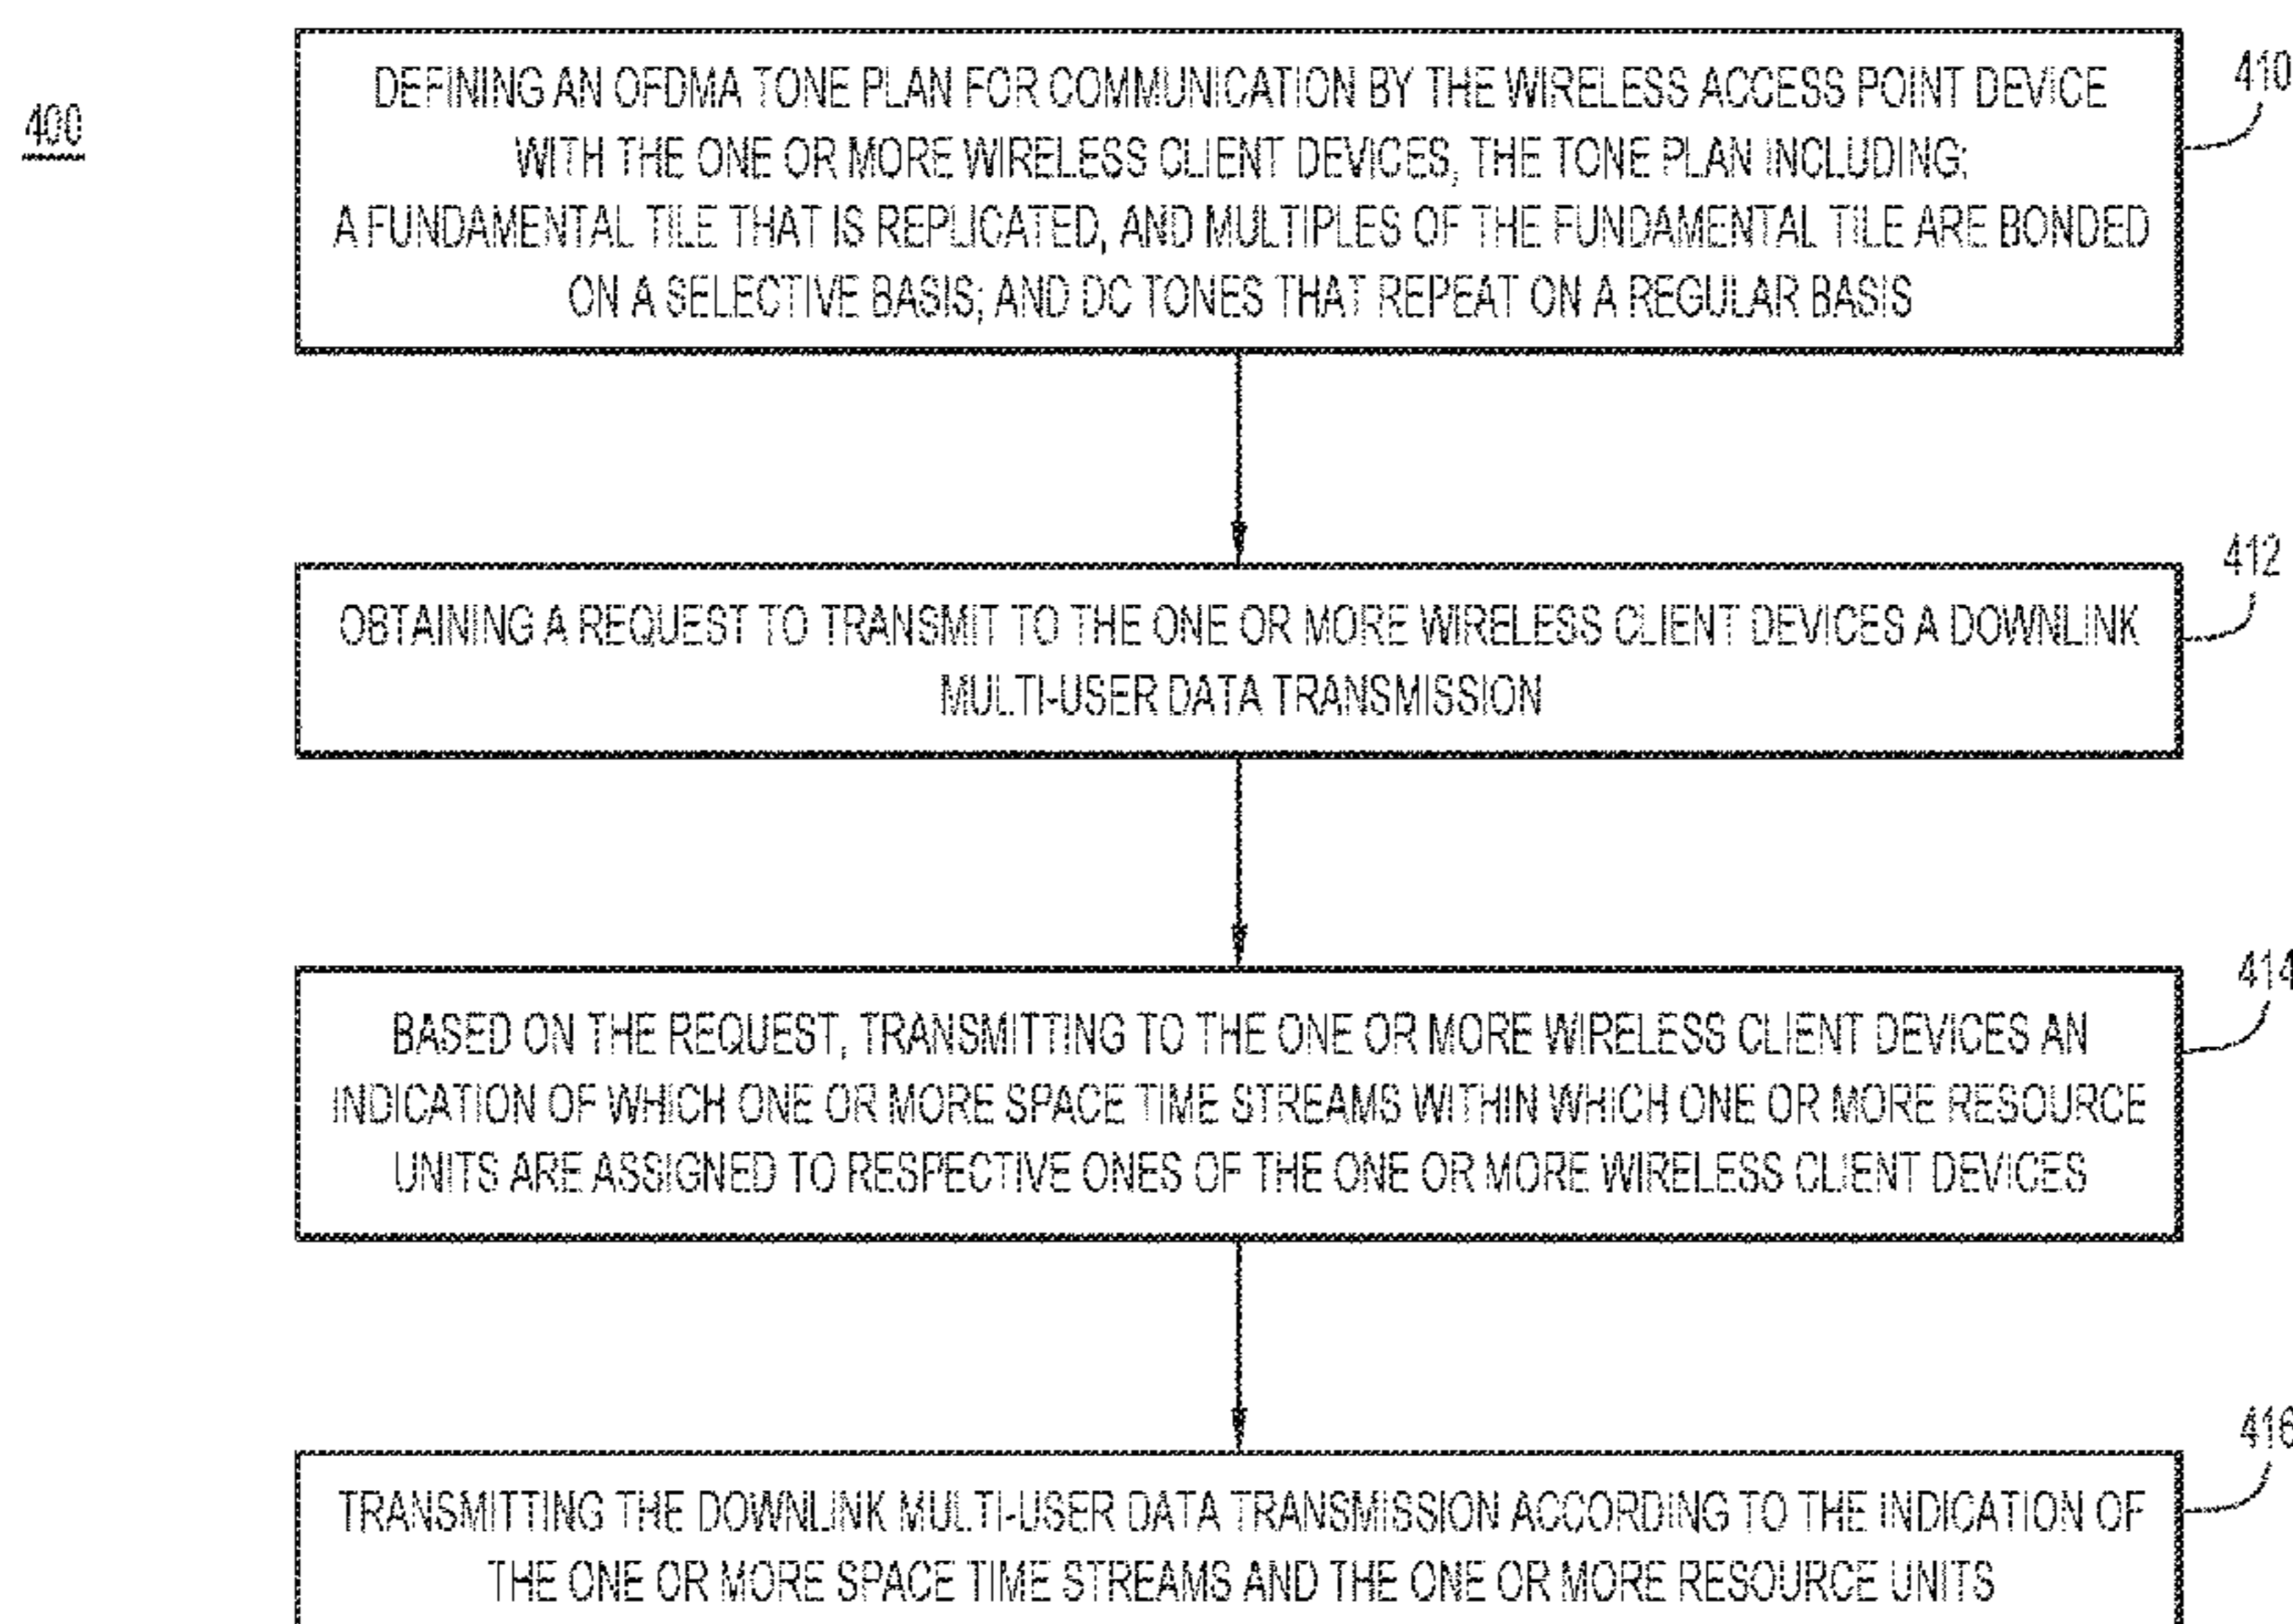 400
DEFINING AN OFDMA TONE PLAN FOR COMMUNICATION BY THE WIRELESS ACCESS POINT DEVICE
WITH THE ONE OR MORE WIRELESS CLIENT DEVICES, THE TONE PLAN INCLUDING:
A FUNDAMENTAL TILE THAT IS REPLICATED, AND MULTIPLES OF THE FUNDAMENTAL TILE ARE BONDED
ON A SELECTIVE BASIS; AND DC TONES THAT REPEAT ON A REGULAR BASIS
410
OBTAINING A REQUEST TO TRANSMIT TO THE ONE OR MORE WIRELESS CLIENT DEVICES A DOWNLINK
MULTI-USER DATA TRANSMISSION
412
BASED ON THE REQUEST, TRANSMITTING TO THE ONE OR MORE WIRELESS CLIENT DEVICES AN
INDICATION OF WHICH ONE OR MORE SPACE TIME STREAMS WITHIN WHICH ONE OR MORE RESOURCE
UNITS ARE ASSIGNED TO RESPECTIVE ONES OF THE ONE OR MORE WIRELESS CLIENT DEVICES
414
TRANSMITTING THE DOWNLINK MULTI-USER DATA TRANSMISSION ACCORDING TO THE INDICATION OF
THE ONE OR MORE SPACE TIME STREAMS AND THE ONE OR MORE RESOURCE UNITS
416